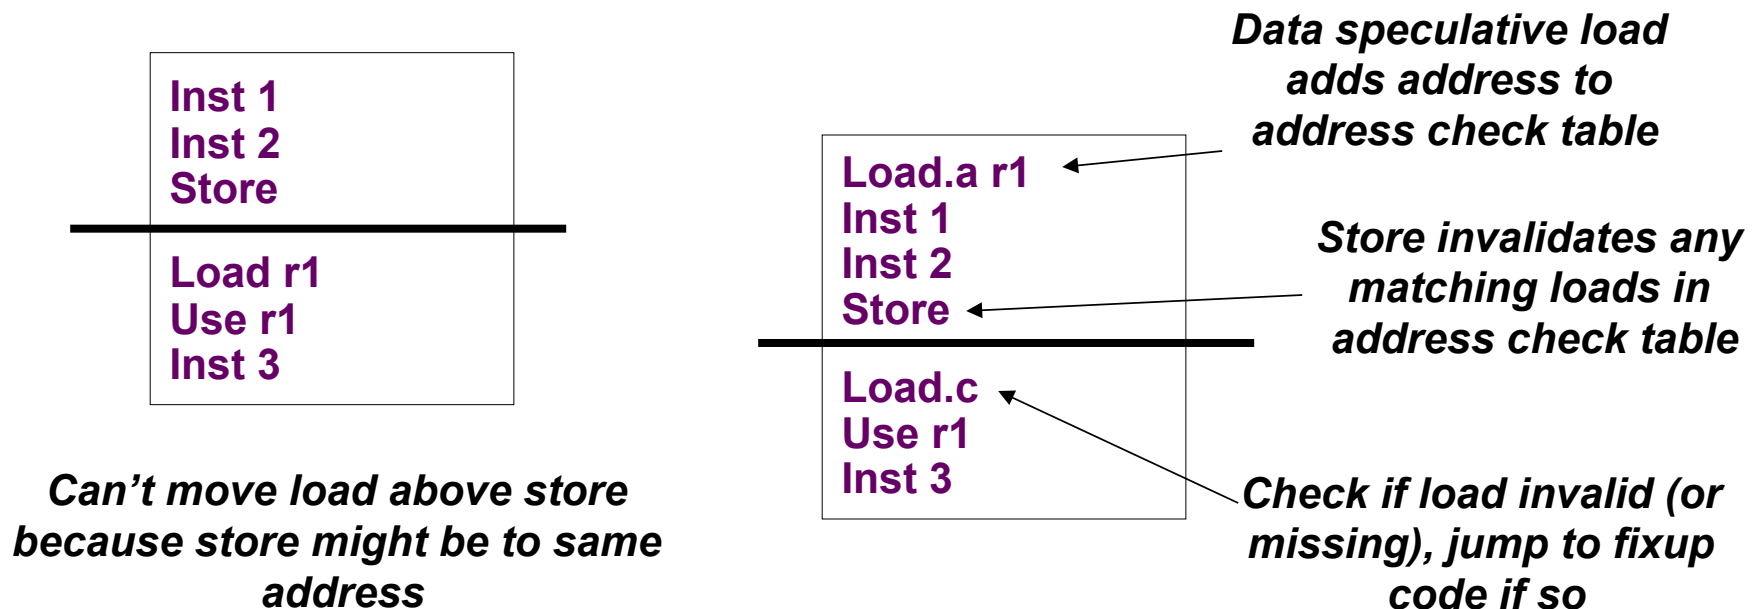 Inst 1
Inst 2
Store
Load r1
Use r1
Inst 3
Can’t move load above store
because store might be to same
address
Load.a r1
Inst 1
Inst 2
Store
Load.c
Use r1
Inst 3
Data speculative load
adds address to
address check table
Store invalidates any
matching loads in
address check table
Check if load invalid (or
missing), jump to fixup
code if so